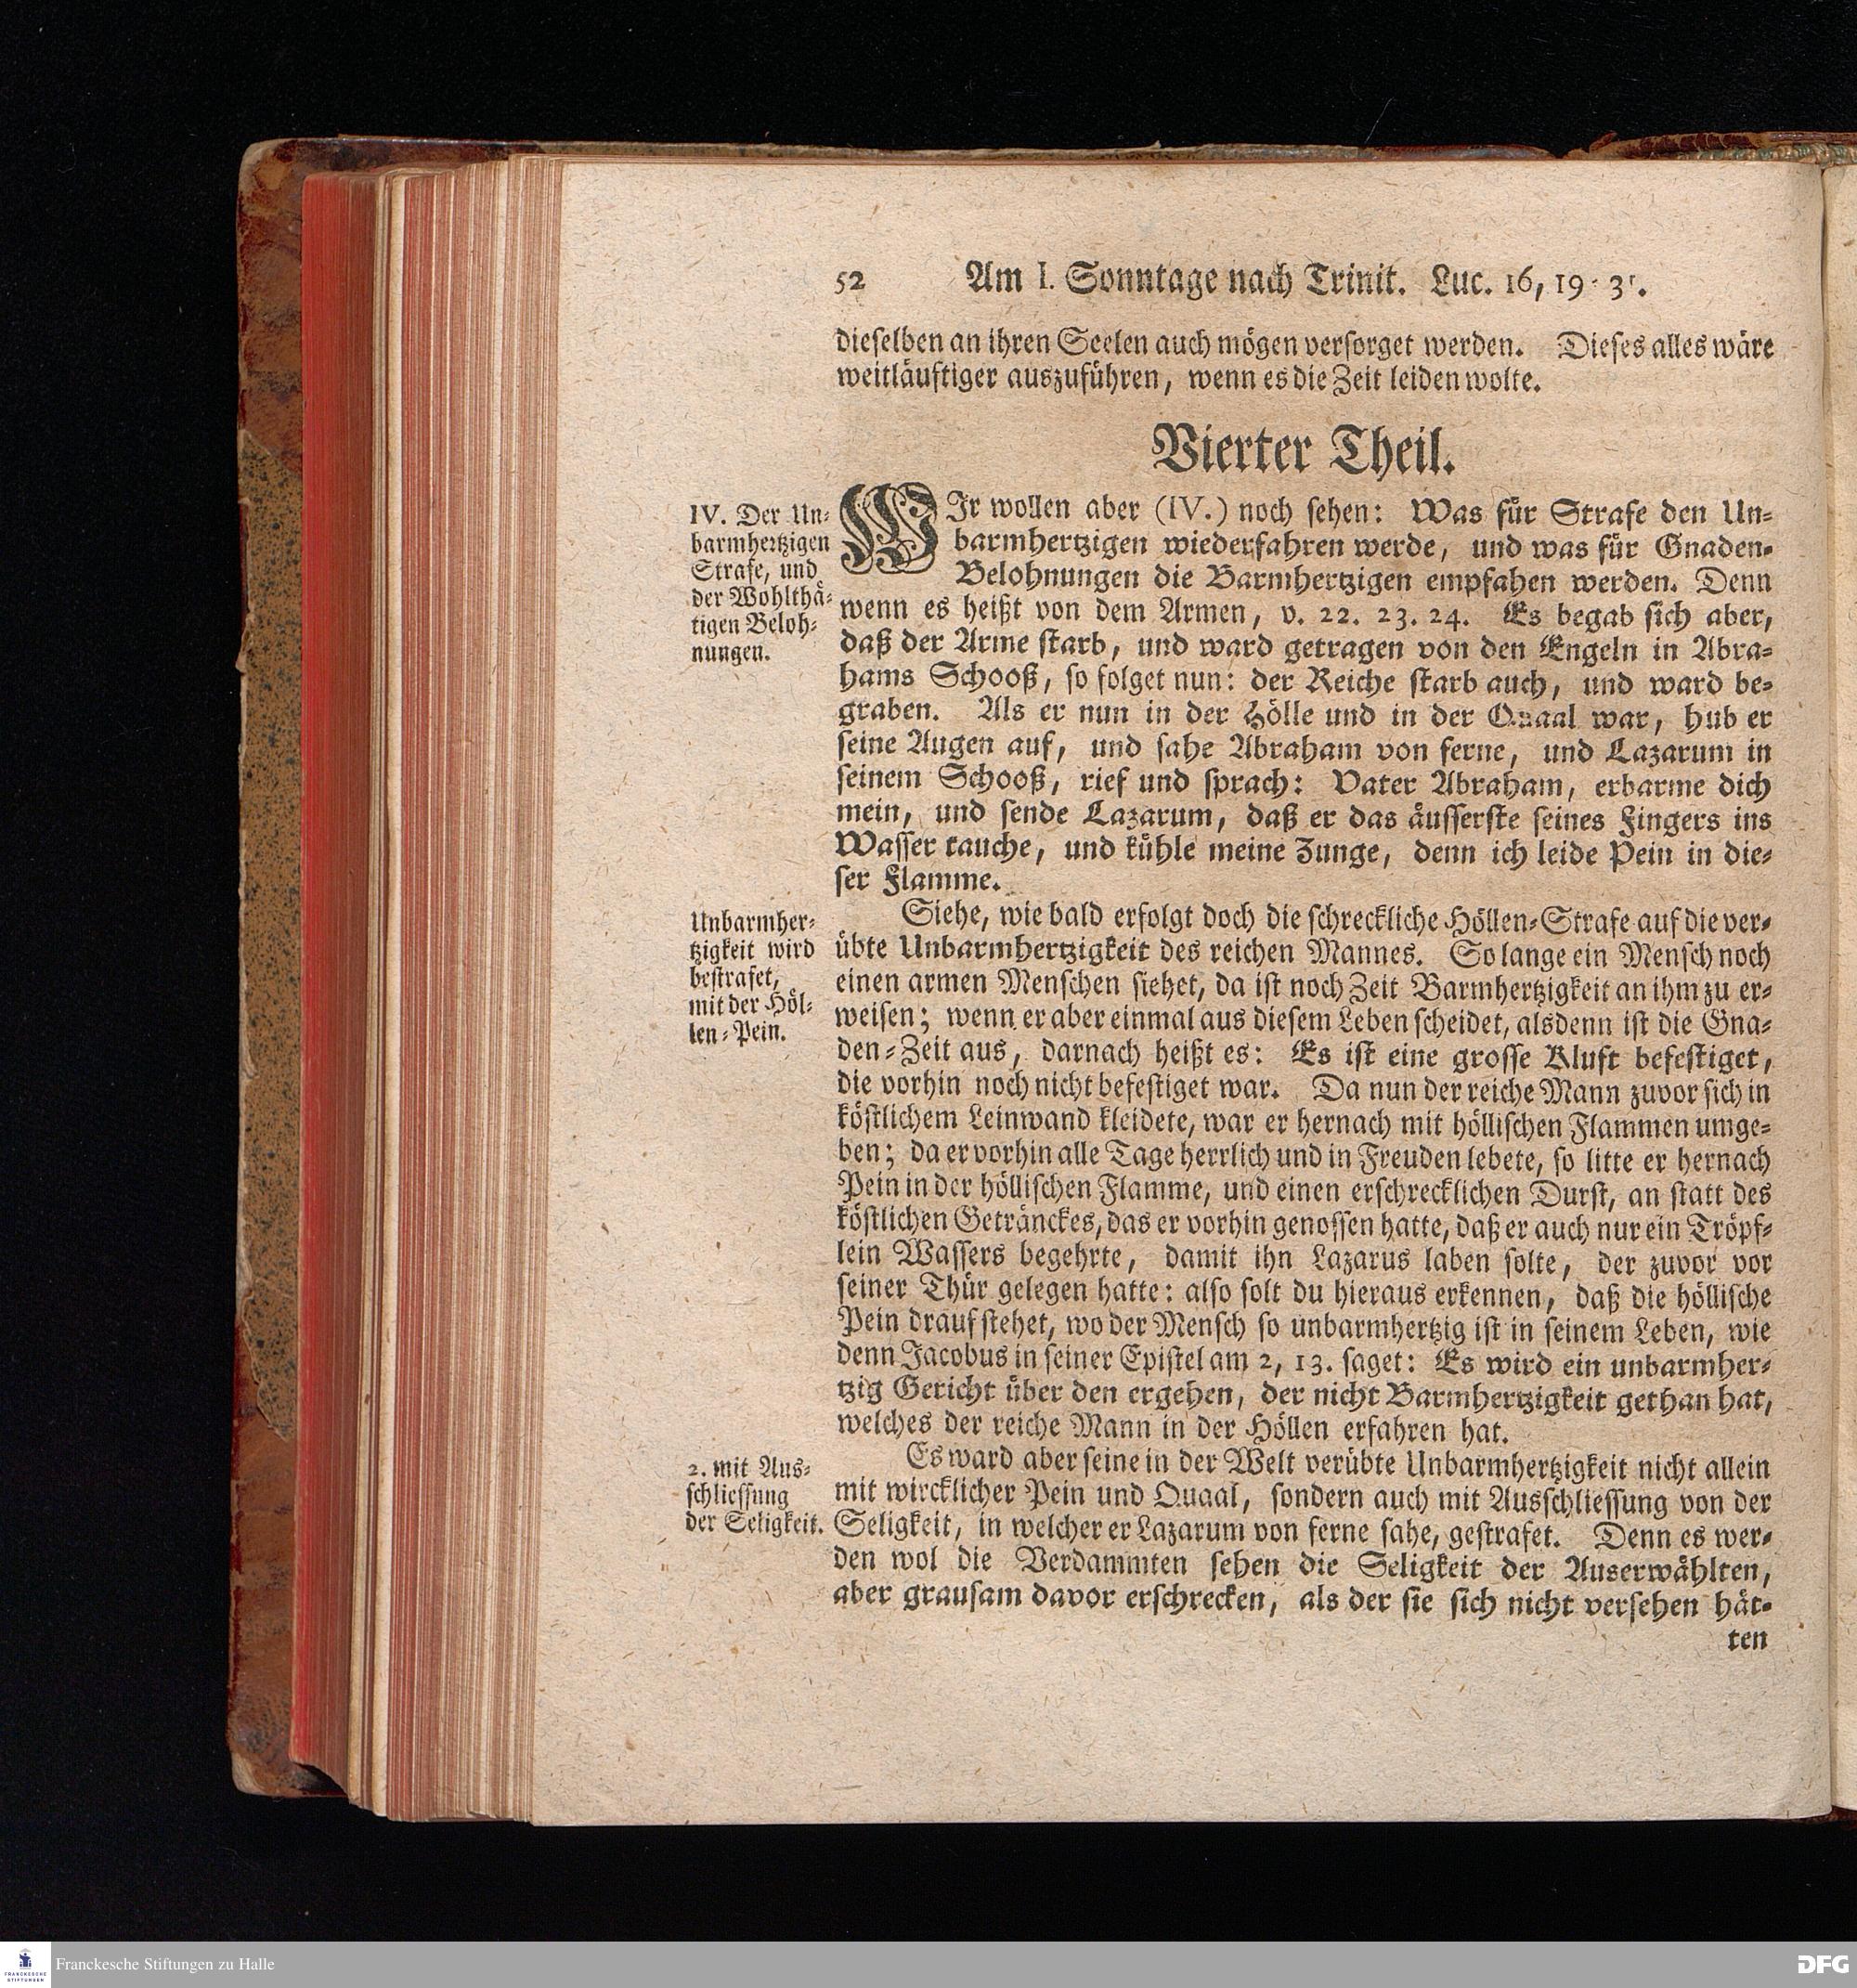 52 Am I. Sonntage nach Trinit. Luc. 16, 19-31.
dieselben an ihren Seelen auch mögen versorget werden. Dieses alles wäre
weitläuftiger auszuführen, wenn es die Zeit leiden wolte.
Vierter Theil.
IV. Der Un-
barmhertzigen
Strafe, und
der Wohlthä-
tigen Beloh-
nungen.
WIr wollen aber (IV.) noch sehen: Was für Strafe den Un-
barmhertzigen wiederfahren werde, und was für Gnaden-
Belohnungen die Barmhertzigen empfahen werden. Denn
wenn es heißt von dem Armen, v. 22. 23. 24. Es begab sich aber,
daß der Arme starb, und ward getragen von den Engeln in Abra-
hams Schooß, so folget nun: der Reiche starb auch, und ward be-
graben. Als er nun in der Hölle und in der Quaal war, hub er
seine Augen auf, und sahe Abraham von ferne, und Lazarum in
seinem Schooß, rief und sprach: Vater Abraham, erbarme dich
mein, und sende Lazarum, daß er das äusserste seines Fingers ins
Wasser tauche, und kühle meine Zunge, denn ich leide Pein in die-
ser Flamme.
Unbarmher-
tzigkeit wird
bestrafet,
mit der Höl-
len-Pein.
Siehe, wie bald erfolgt doch die schreckliche Höllen-Strafe auf die ver-
übte Unbarmhertzigkeit des reichen Mannes. So lange ein Mensch noch
einen armen Menschen siehet, da ist noch Zeit Barmhertzigkeit an ihm zu er-
weisen; wenn er aber einmal aus diesem Leben scheidet, alsdenn ist die Gna-
den-Zeit aus, darnach heißt es: Es ist eine grosse Kluft befestiget,
die vorhin noch nicht befestiget war. Da nun der reiche Mann zuvor sich in
köstlichem Leinwand kleidete, war er hernach mit höllischen Flammen umge-
ben; da er vorhin alle Tage herrlich und in Freuden lebete, so litte er hernach
Pein in der höllischen Flamme, und einen erschrecklichen Durst, an statt des
köstlichen Geträncks, das er vorhin genossen hatte, daß er auch nur ein Tröpf-
lein Wassers begehrte, damit ihn Lazarus laben solte, der zuvor vor
seiner Thür gelegen hatte: also solt du hieraus erkennen, daß die höllische
Pein drauf stehet, wo der Mensch so unbarmhertzig ist in seinem Leben, wie
denn Jacobus in seiner Epistel am 2, 13. saget: Es wird ein unbarmher-
tzig Gericht über den ergehen, der nicht Barmhertzigkeit gethan hat,
welches der reiche Mann in der Höllen erfahren hat.
2. mit Aus-
schliessung
der Seligkeit.
Es ward aber seine in der Welt verübte Unbarmhertzigkeit nicht allein
mit wircklicher Pein und Quaal, sondern auch mit Ausschliessung von der
Seligkeit, in welcher er Lazarum von ferne sahe, gestrafet. Denn es wer-
den wol die Verdammten sehen die Seligkeit der Auserwählten,
aber grausam davor erschrecken, als der sie sich nicht versehen hät-
ten
FRANCKESCHE
STIFTUNGEN
Franckesche Stiftungen zu Halle
DFG